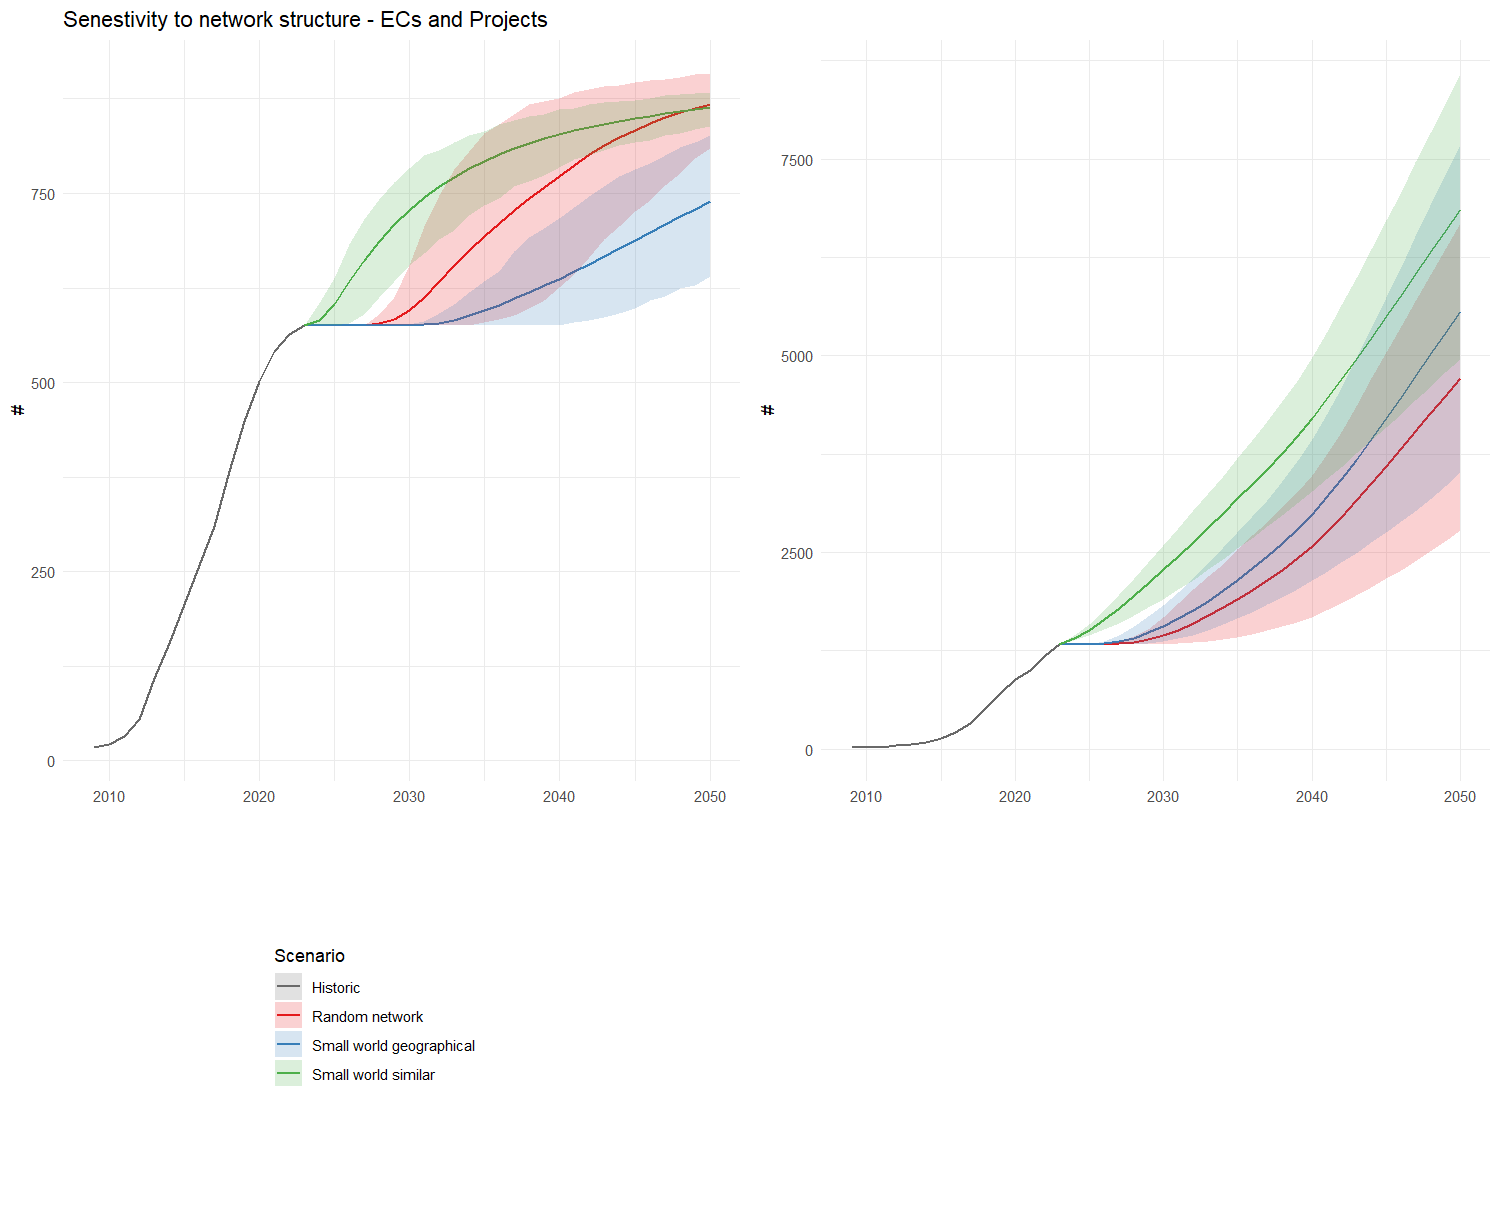 Senestivity to network structure - ECs and Projects
#
750
500
250
0
2010 2020 2030 2040 2050
#
7500
5000
2500
0
2010 2020 2030 2040 2050
Scenario
Historic
Random network
Small world geographical
Small world similar